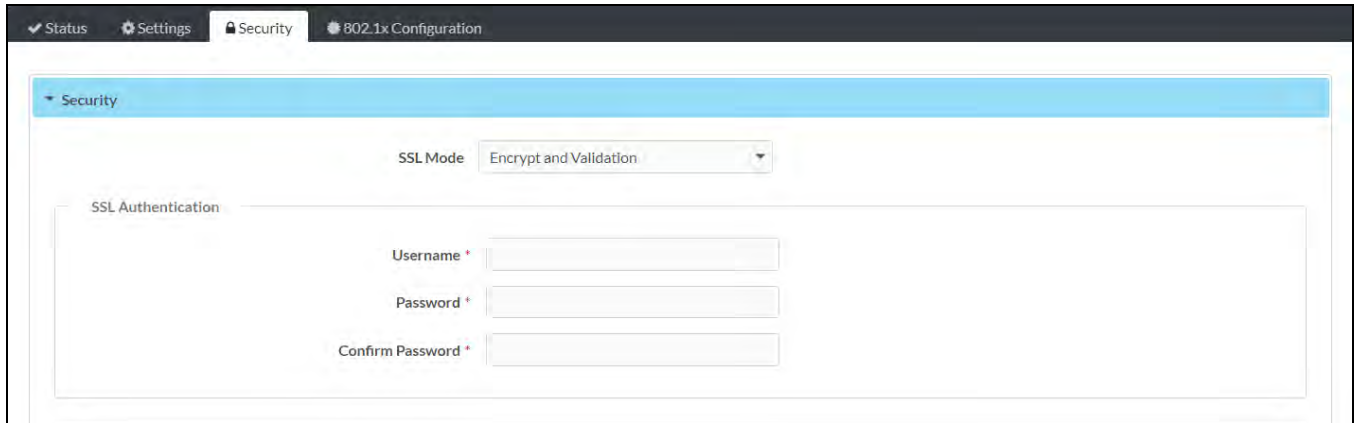 Status Settings Security 802.1x Configuration
Security
SSL Mode Encrypt and Validation
SSL Authentication
Username *
Password *
Confirm Password *